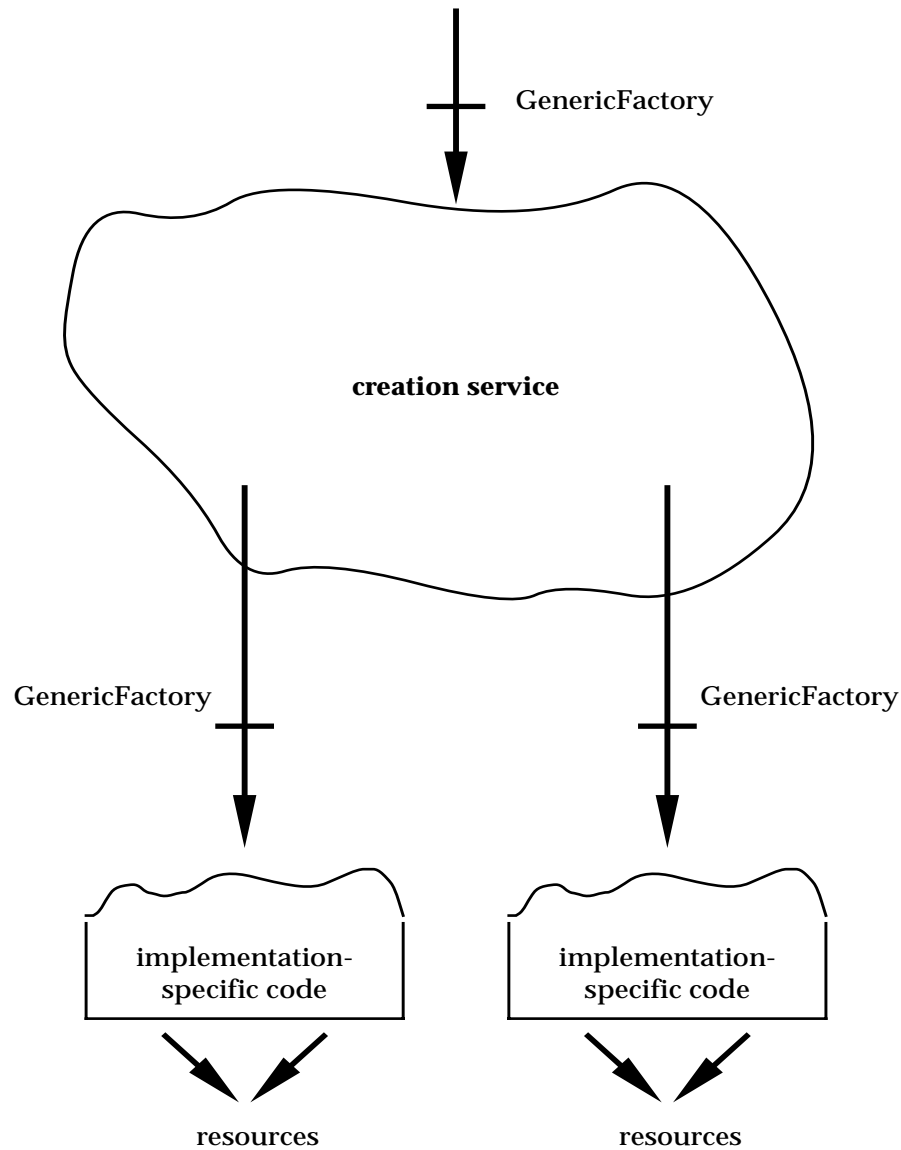 GenericFactory
creation service
GenericFactory
GenericFactory
implementation-
specific code
implementation-
specific code
resources
resources